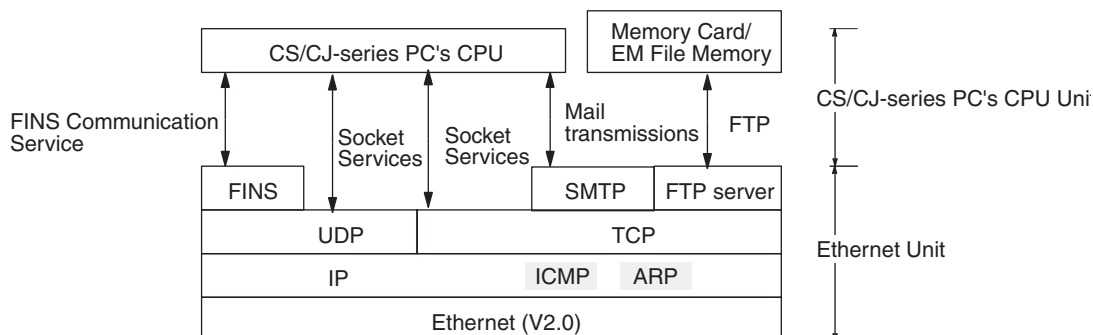 CS/CJ-series PC's CPU
Memory Card/
EM File Memory
CS/CJ-series PC's CPU Uni
FINS Communication
Service
Socket
Services
Socket
Services
Mail
transmissions
FTP
FINS
SMTP
FTP server
UDP
TCP
Ethernet Unit
IP
ICMP
ARP
Ethernet (V2.0)